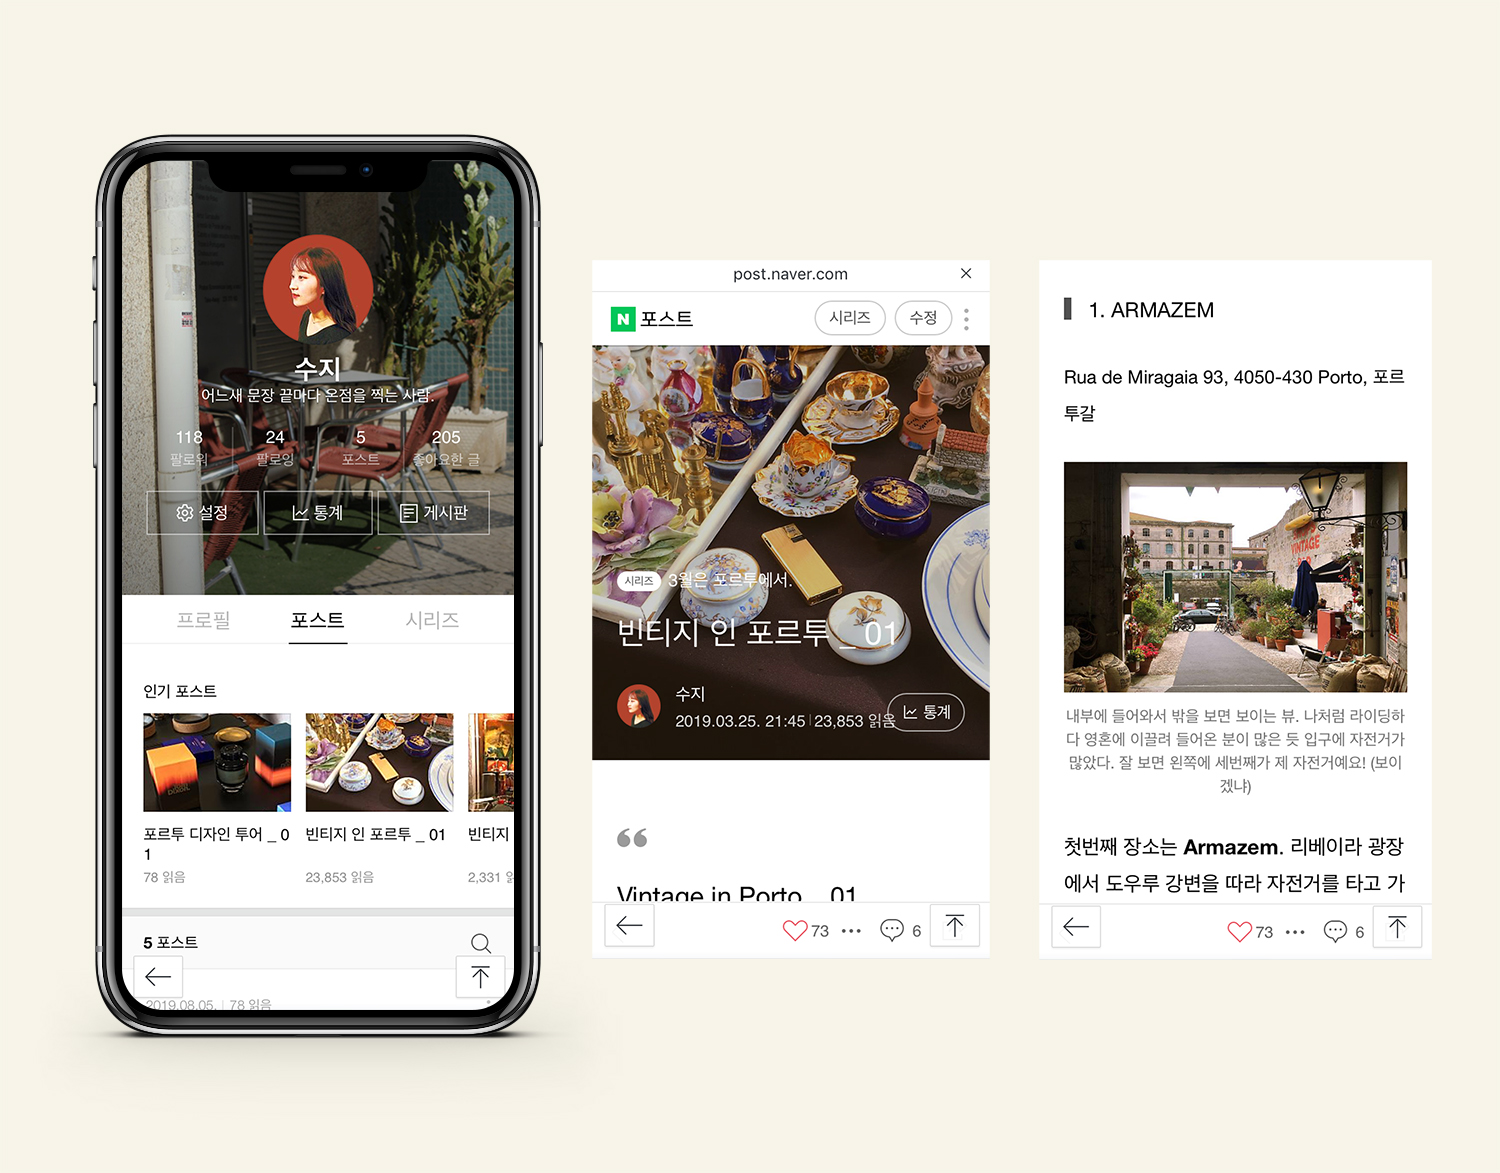 수지
어느새 문장 끝마다 온점을 찍는 사람.
118
팔로워
24
팔로잉
5
포스트
205
좋아요한 글
설정
통계
게시판
프로필
포스트
시리즈
인기 포스트
포르투 디자인 투어 _ 0
1
78 읽음
빈티지 인 포르투 _ 01
23,853 읽음
빈티지
2,331 읽
5 포스트
2019.08.05. | 78 읽음
post.naver.com
N 포스트
시리즈
수정
시리즈 3월은 포르투에서.
빈티지 인 포르투 _ 01
수지
2019.03.25. 21:45 | 23,853 읽음
통계
“
Vintage in Porto _ 01
73
6
1. ARMAZEM
Rua de Miragaia 93, 4050-430 Porto, 포르
투갈
VINTAGE
내부에 들어와서 밖을 보면 보이는 뷰. 나처럼 라이딩하
다 영혼에 이끌려 들어온 분이 많은 듯 입구에 자전거가
많았다. 잘 보면 왼쪽에 세번째가 제 자전거예요! (보이
겠냐)
첫번째 장소는 Armazem. 리베이라 광장
에서 도우루 강변을 따라 자전거를 타고 가
73
6